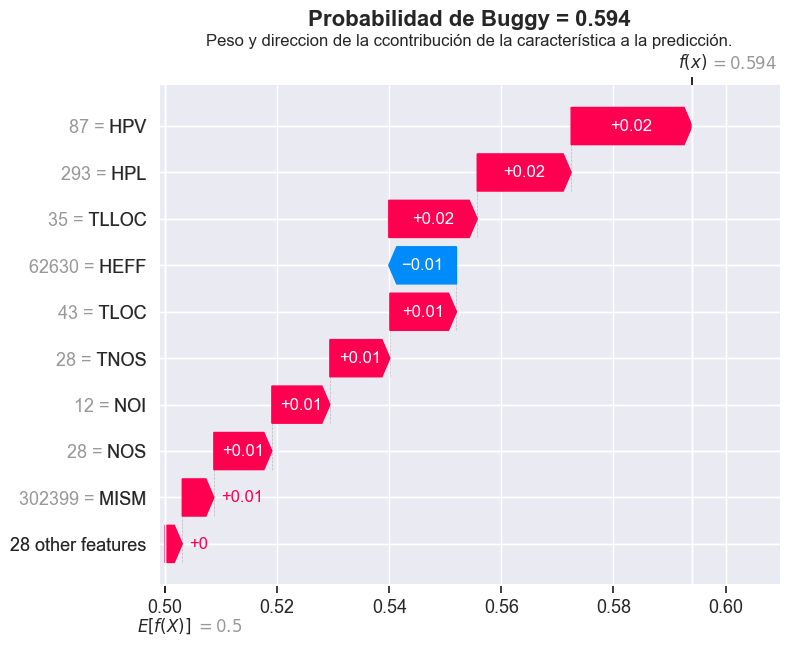 Probabilidad de Buggy = 0.594
Peso y direccion de la ccontribución de la característica a la predicción.
f(x) = 0.594
87 = HPV +0.02
293 = HPL +0.02
35 = TLLOC +0.02
62630 = HEFF −0.01
43 = TLOC +0.01
28 = TNOS +0.01
12 = NOI +0.01
28 = NOS +0.01
302399 = MISM +0.01
28 other features +0
0.50 0.52 0.54 0.56 0.58 0.60
E[f(X)] = 0.5